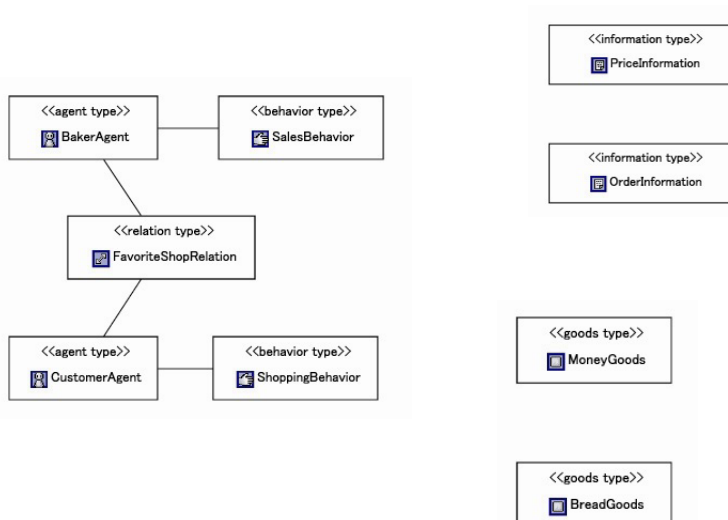 <<agent type>>
BakerAgent
<<behavior type>>
SalesBehavior
<<relation type>>
FavoriteShopRelation
<<agent type>>
CustomerAgent
<<behavior type>>
ShoppingBehavior
<<information type>>
PriceInformation
<<information type>>
OrderInformation
<<goods type>>
MoneyGoods
<<goods type>>
BreadGoods